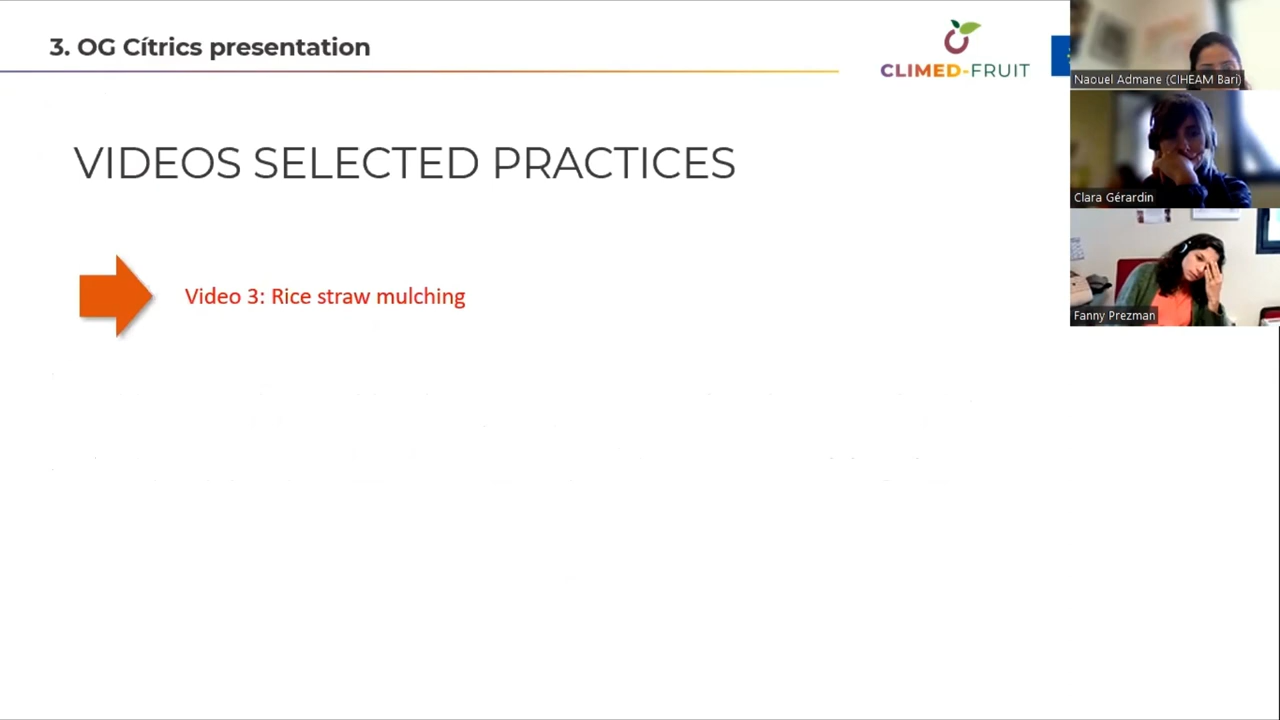 3. OG Cítrics presentation
CLIMED-FRUIT
VIDEOS SELECTED PRACTICES
Video 3: Rice straw mulching
Naouel Admane (CIHEAM Bari)
Clara Gérardin
Fanny Prezman